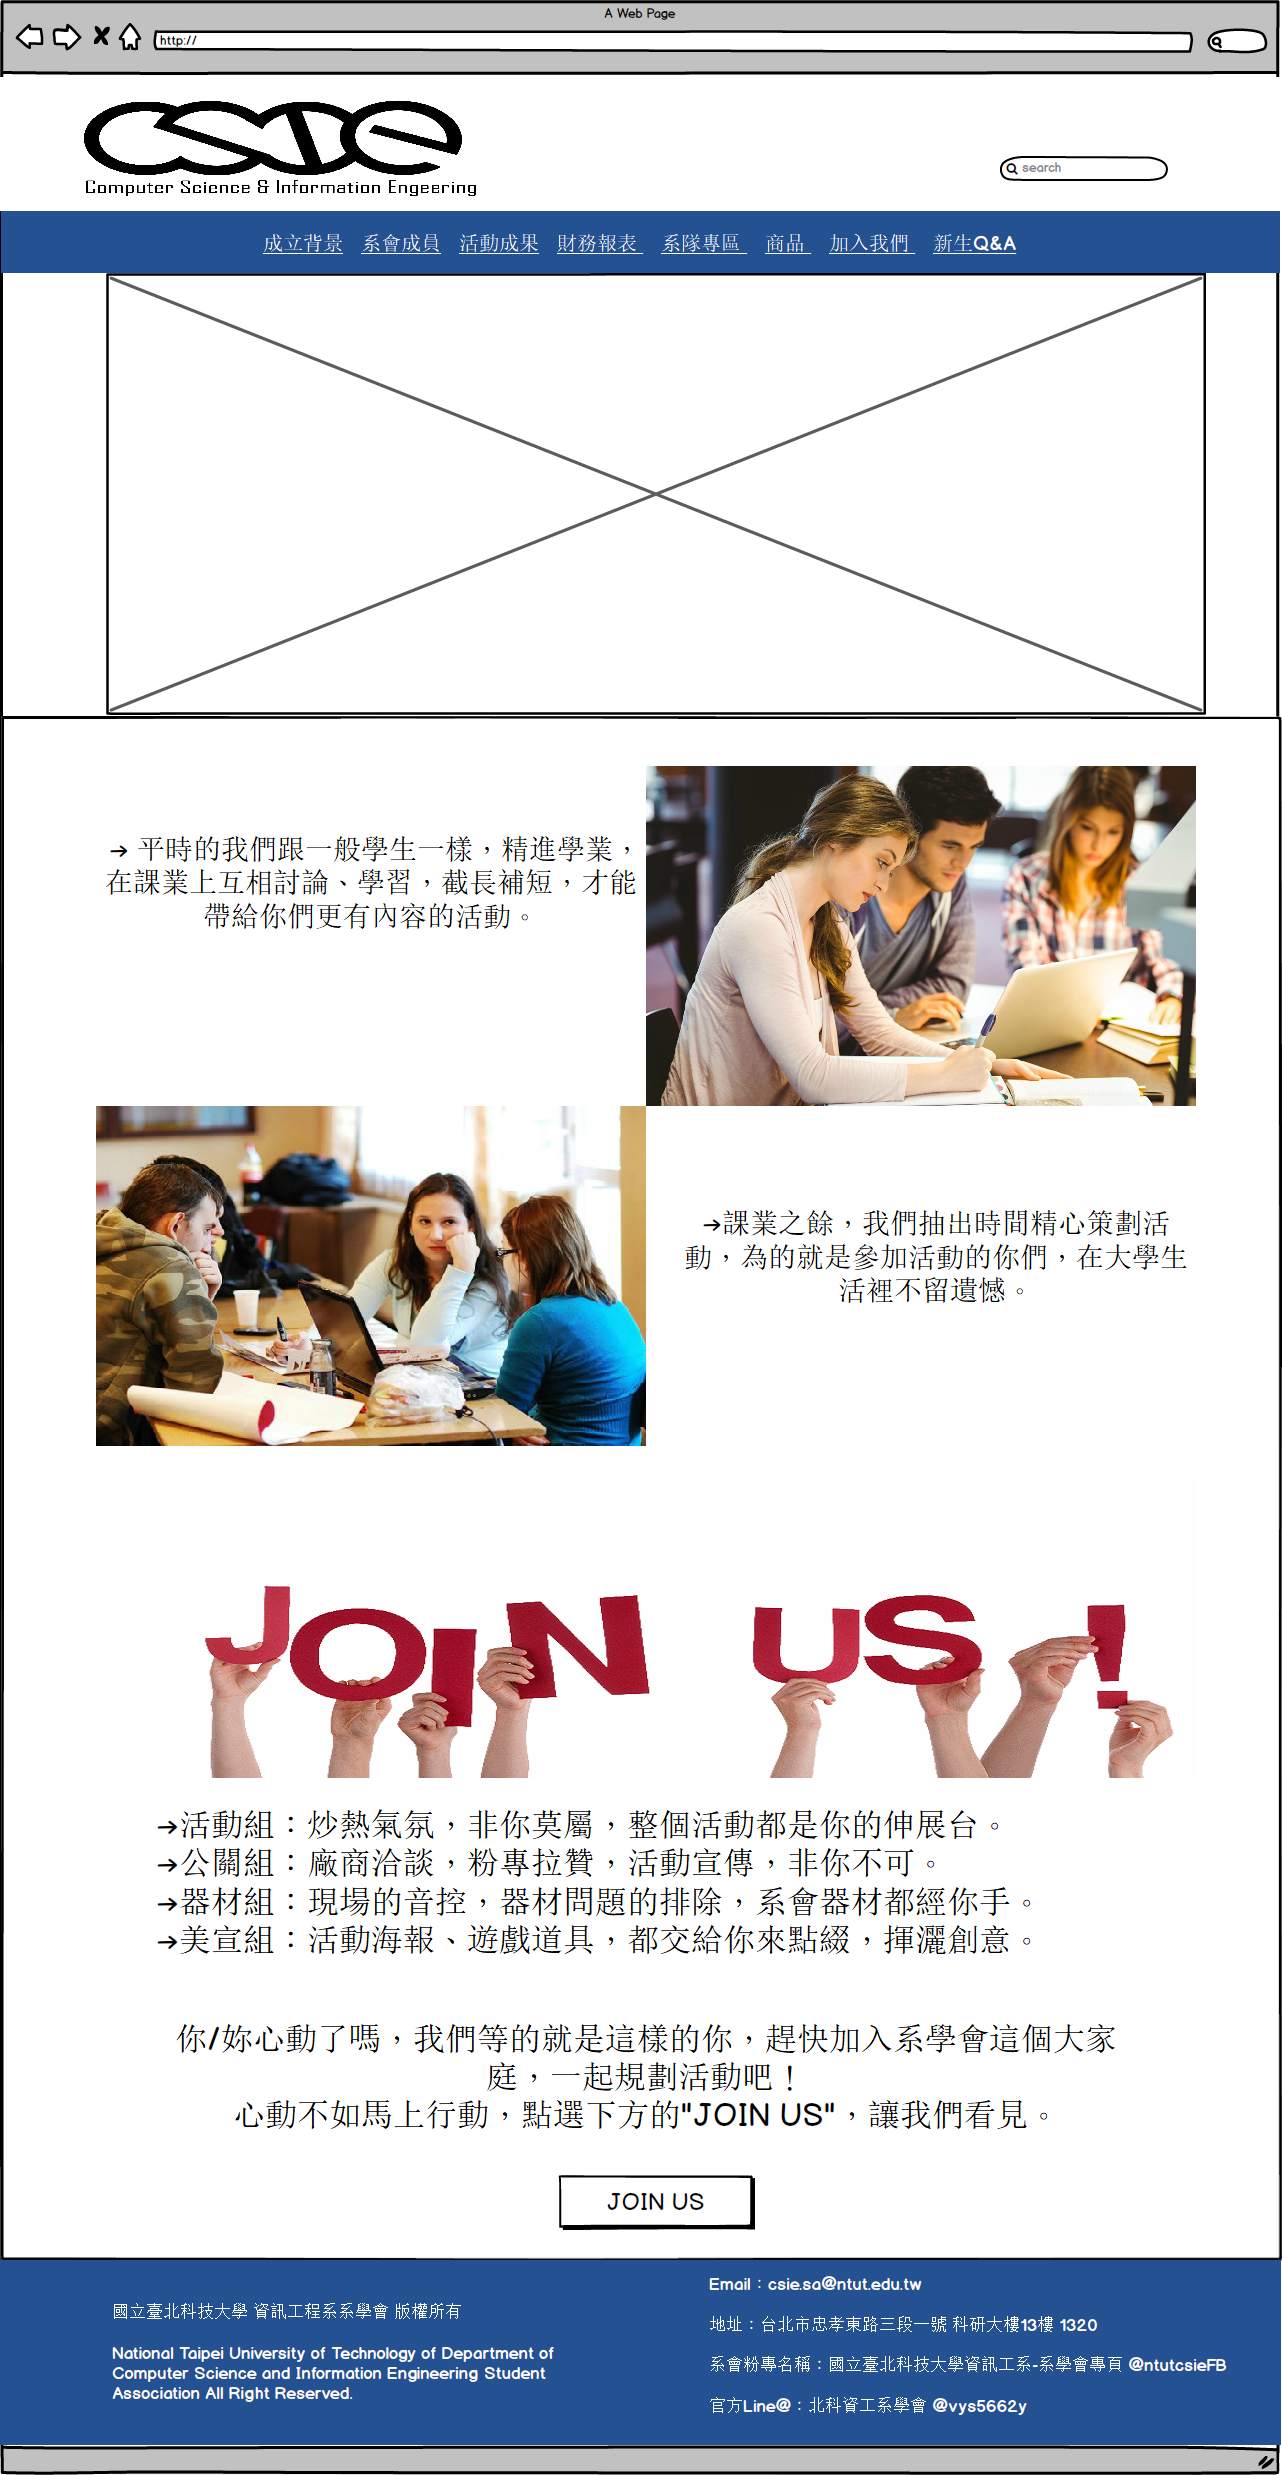 A Web Page
http://
csie
Computer Science & Information Engeering
search
成立背景 系會成員 活動成果 財務報表 系隊專區 商品 加入我們 新生Q&A
→ 平時的我們跟一般學生一樣，精進學業，
在課業上互相討論、學習，截長補短，才能
帶給你們更有內容的活動。
→課業之餘，我們抽出時間精心策劃活
動，為的就是參加活動的你們，在大學生
活裡不留遺憾。
JOIN US !
→活動組：炒熱氣氛，非你莫屬，整個活動都是你的伸展台。
→公關組：廠商洽談，粉專拉贊，活動宣傳，非你不可。
→器材組：現場的音控，器材問題的排除，系會器材都經你手。
→美宣組：活動海報、遊戲道具，都交給你來點綴，揮灑創意。
你/妳心動了嗎，我們等的就是這樣的你，趕快加入系學會這個大家
庭，一起規劃活動吧！
心動不如馬上行動，點選下方的"JOIN US"，讓我們看見。
JOIN US
國立臺北科技大學 資訊工程系系學會 版權所有
National Taipei University of Technology of Department of
Computer Science and Information Engineering Student
Association All Right Reserved.
Email：csie.sa@ntut.edu.tw
地址：台北市忠孝東路三段一號 科研大樓13樓 1320
系會粉專名稱：國立臺北科技大學資訊工系-系學會專頁 @ntutcsieFB
官方Line@：北科資工系學會 @vys5662y